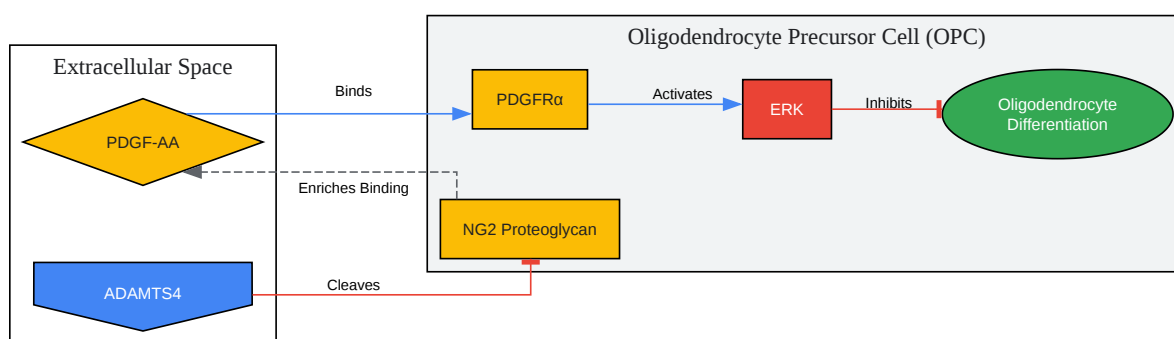 Oligodendrocyte Precursor Cell (OPC)
Extracellular Space
Binds
PDGFRα
Activates
ERK
Inhibits
Oligodendrocyte
Differentiation
PDGF-AA
Enriches Binding
NG2 Proteoglycan
ADAMTS4
Cleaves